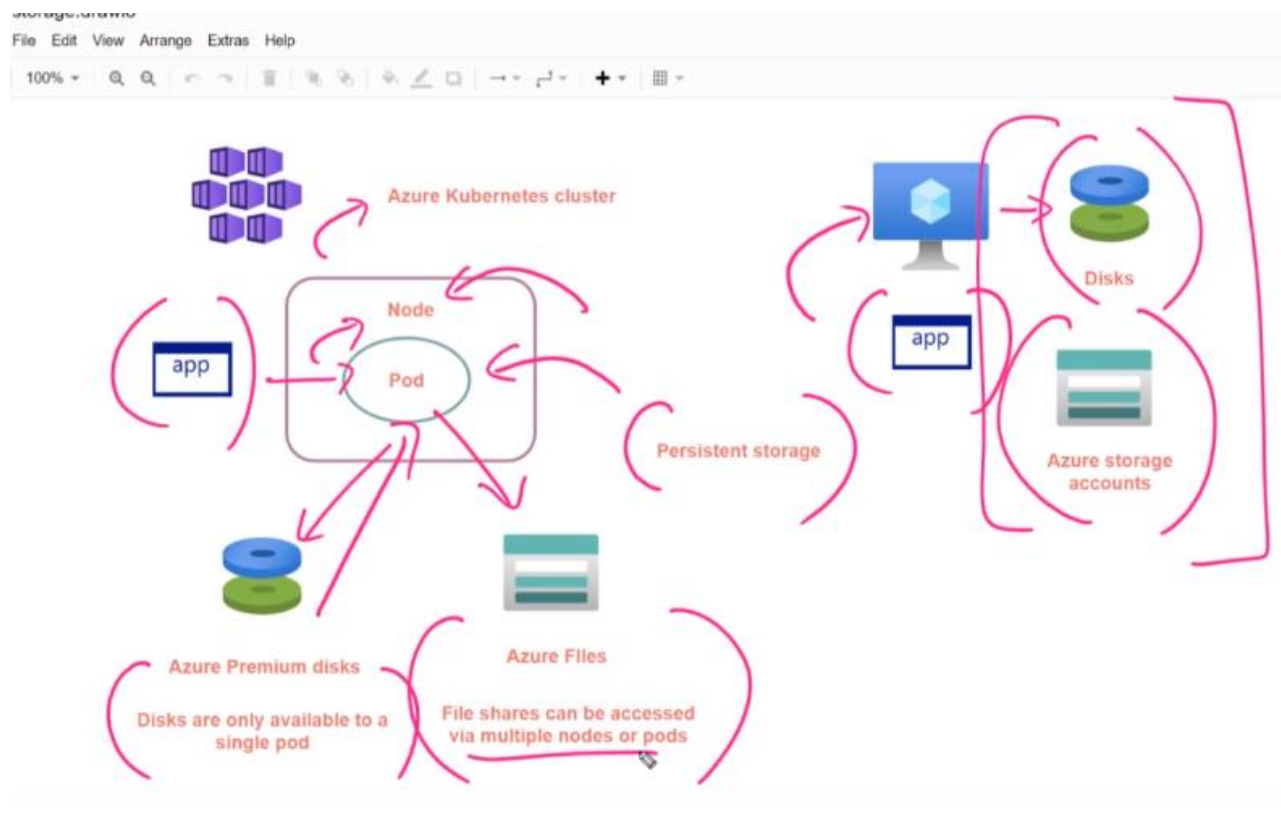 storage.drawio
File Edit View Arrange Extras Help
100%
Azure Kubernetes cluster
Node
app
Pod
Persistent storage
Disks
app
Azure storage
accounts
Azure Premium disks
Disks are only available to a
single pod
Azure FIles
File shares can be accessed
via multiple nodes or pods